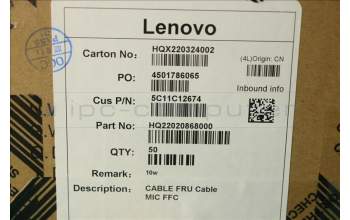 Lenovo
Carton No: HQX220324002
(4L)Origin: CN
PO: 4501786065
Inbound info
Cus P/N: 5C11C12674
Part No: HQ22020868000
QTY: 50
Remark: 10w
Description: CABLE FRU Cable
MIC FFC